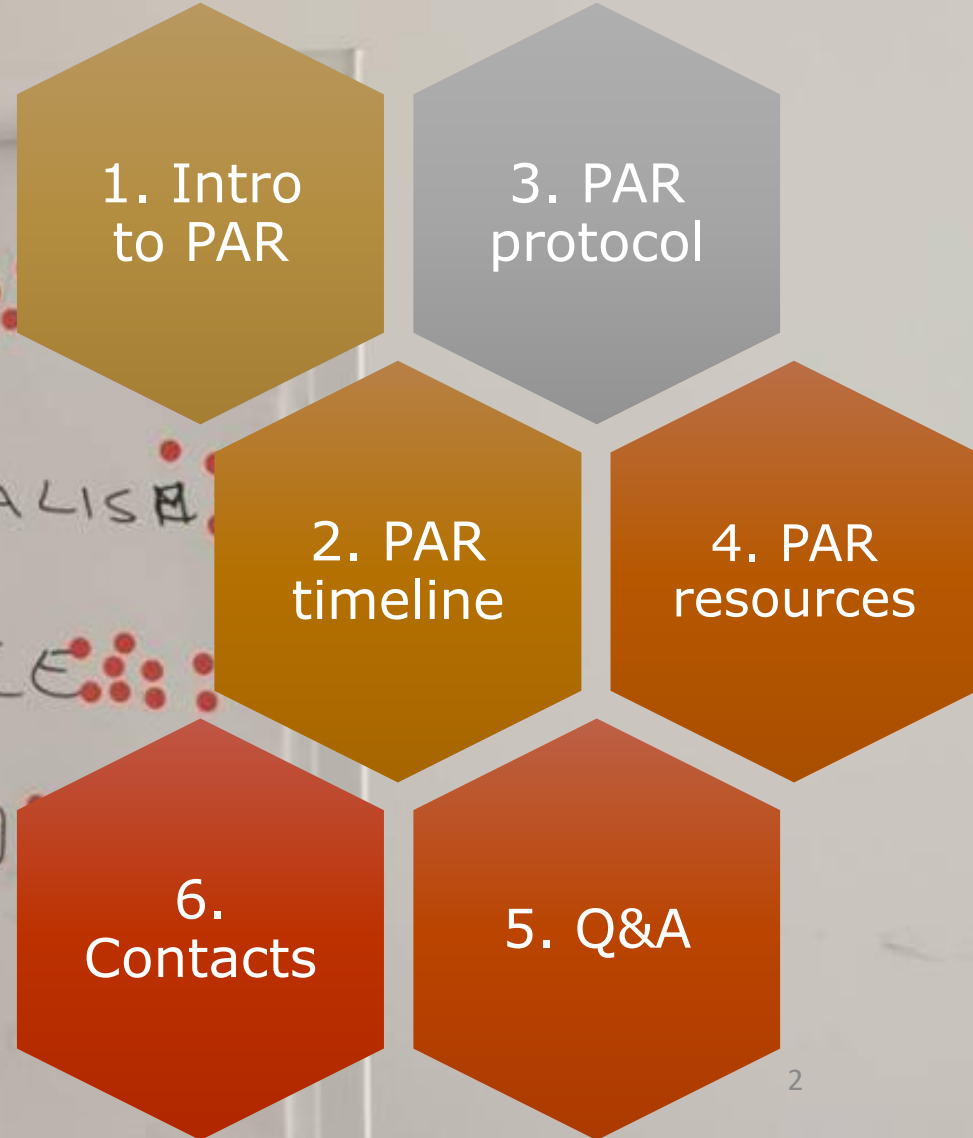 1. Intro
to PAR
3. PAR
protocol
2. PAR
timeline
4. PAR
resources
6.
Contacts
5. Q&A
2